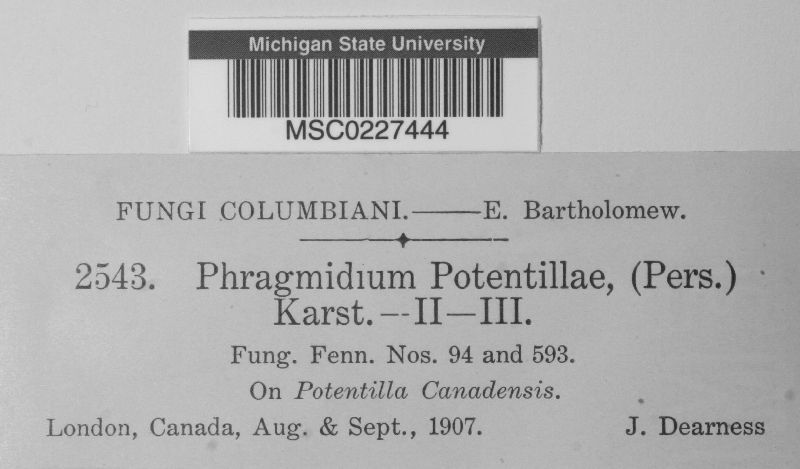 Michigan State University
MSC0227444
FUNGI COLUMBIANI.——E. Bartholomew.
2543. Phragmidium Potentillae, (Pers.)
Karst.--II—III.
Fung. Fenn. Nos. 94 and 593.
On Potentilla Canadensis.
London, Canada, Aug. & Sept., 1907. J. Dearness